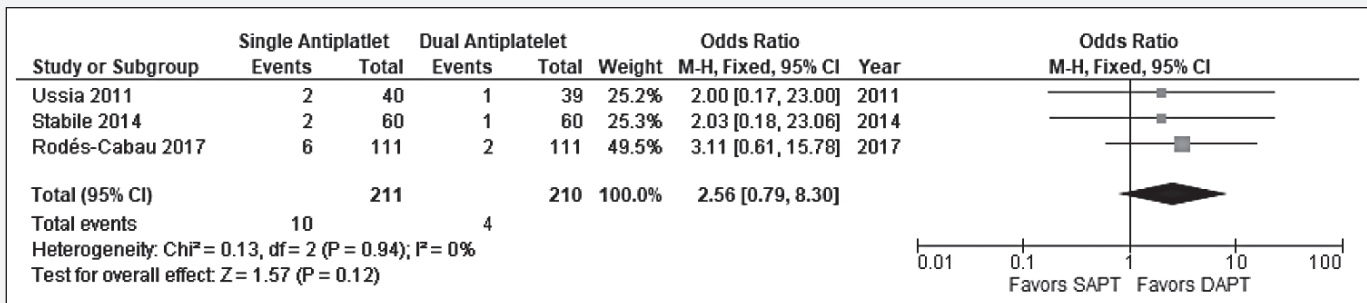 Single Antiplatlet Dual Antiplatelet Odds Ratio Odds Ratio
Study or Subgroup Events Total Events Total Weight M-H, Fixed, 95% CI Year M-H, Fixed, 95% CI
Ussia 2011 2 40 1 39 25.2% 2.00 [0.17, 23.00] 2011
Stabile 2014 2 60 1 60 25.3% 2.03 [0.18, 23.06] 2014
Rodés-Cabau 2017 6 111 2 111 49.5% 3.11 [0.61, 15.78] 2017
Total (95% CI) 211 210 100.0% 2.56 [0.79, 8.30]
Total events 10 4
Heterogeneity: Chi² = 0.13, df = 2 (P = 0.94); I² = 0%
Test for overall effect: Z = 1.57 (P = 0.12)
0.01 0.1 1 10 100
Favors SAPT Favors DAPT